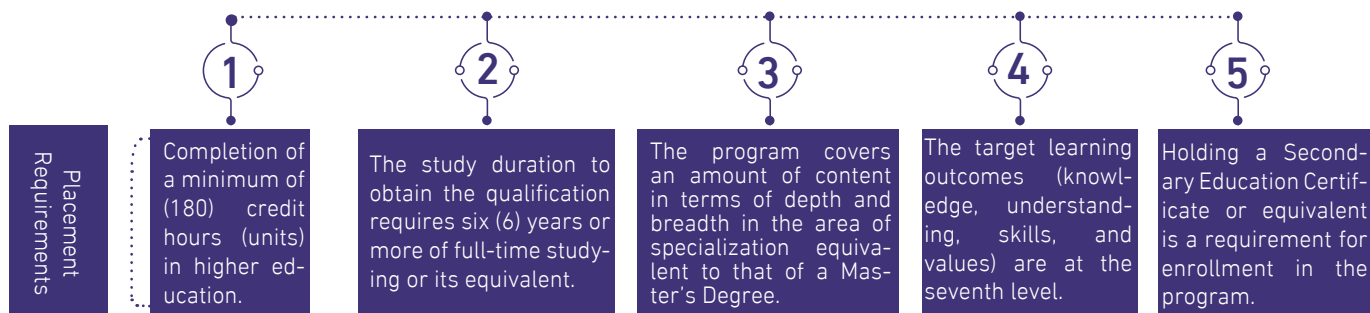 Placement
Requirements
1
Completion of
a minimum of
(180) credit
hours (units)
in higher ed-
ucation.
2
The study duration to
obtain the qualification
requires six (6) years or
more of full-time study-
ing or its equivalent.
3
The program covers
an amount of content
in terms of depth and
breadth in the area of
specialization equiva-
lent to that of a Mas-
ter's Degree.
4
The target learning
outcomes (knowl-
edge, understand-
ing, skills, and
values) are at the
seventh level.
5
Holding a Second-
ary Education Certif-
icate or equivalent
is a requirement for
enrollment in the
program.